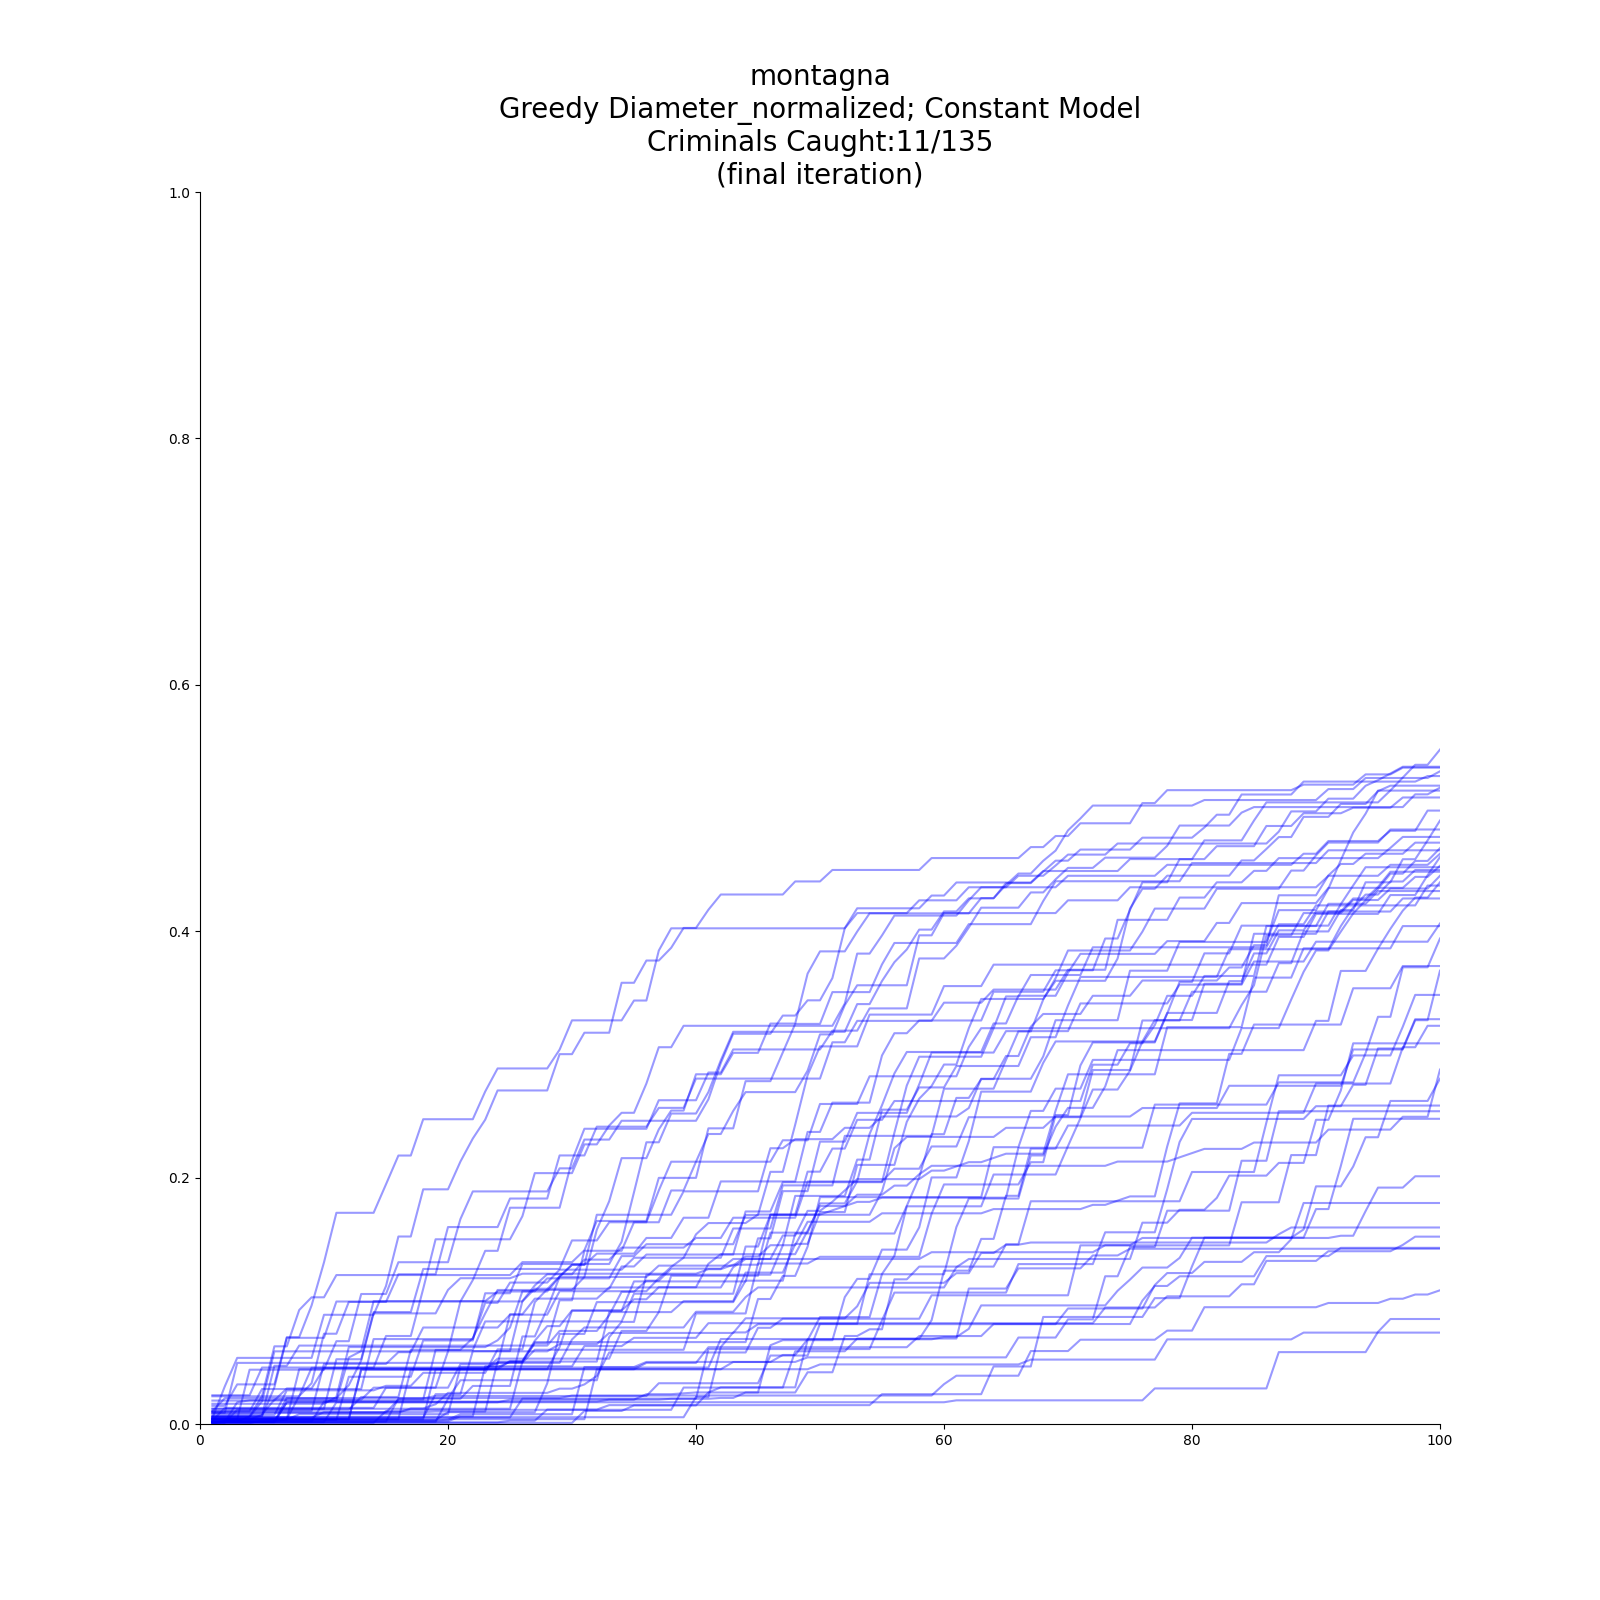 montagna
Greedy Diameter_normalized; Constant Model
Criminals Caught:11/135
(final iteration)
1.0
0.8
0.6
0.4
0.2
0.0
0 20 40 60 80 100